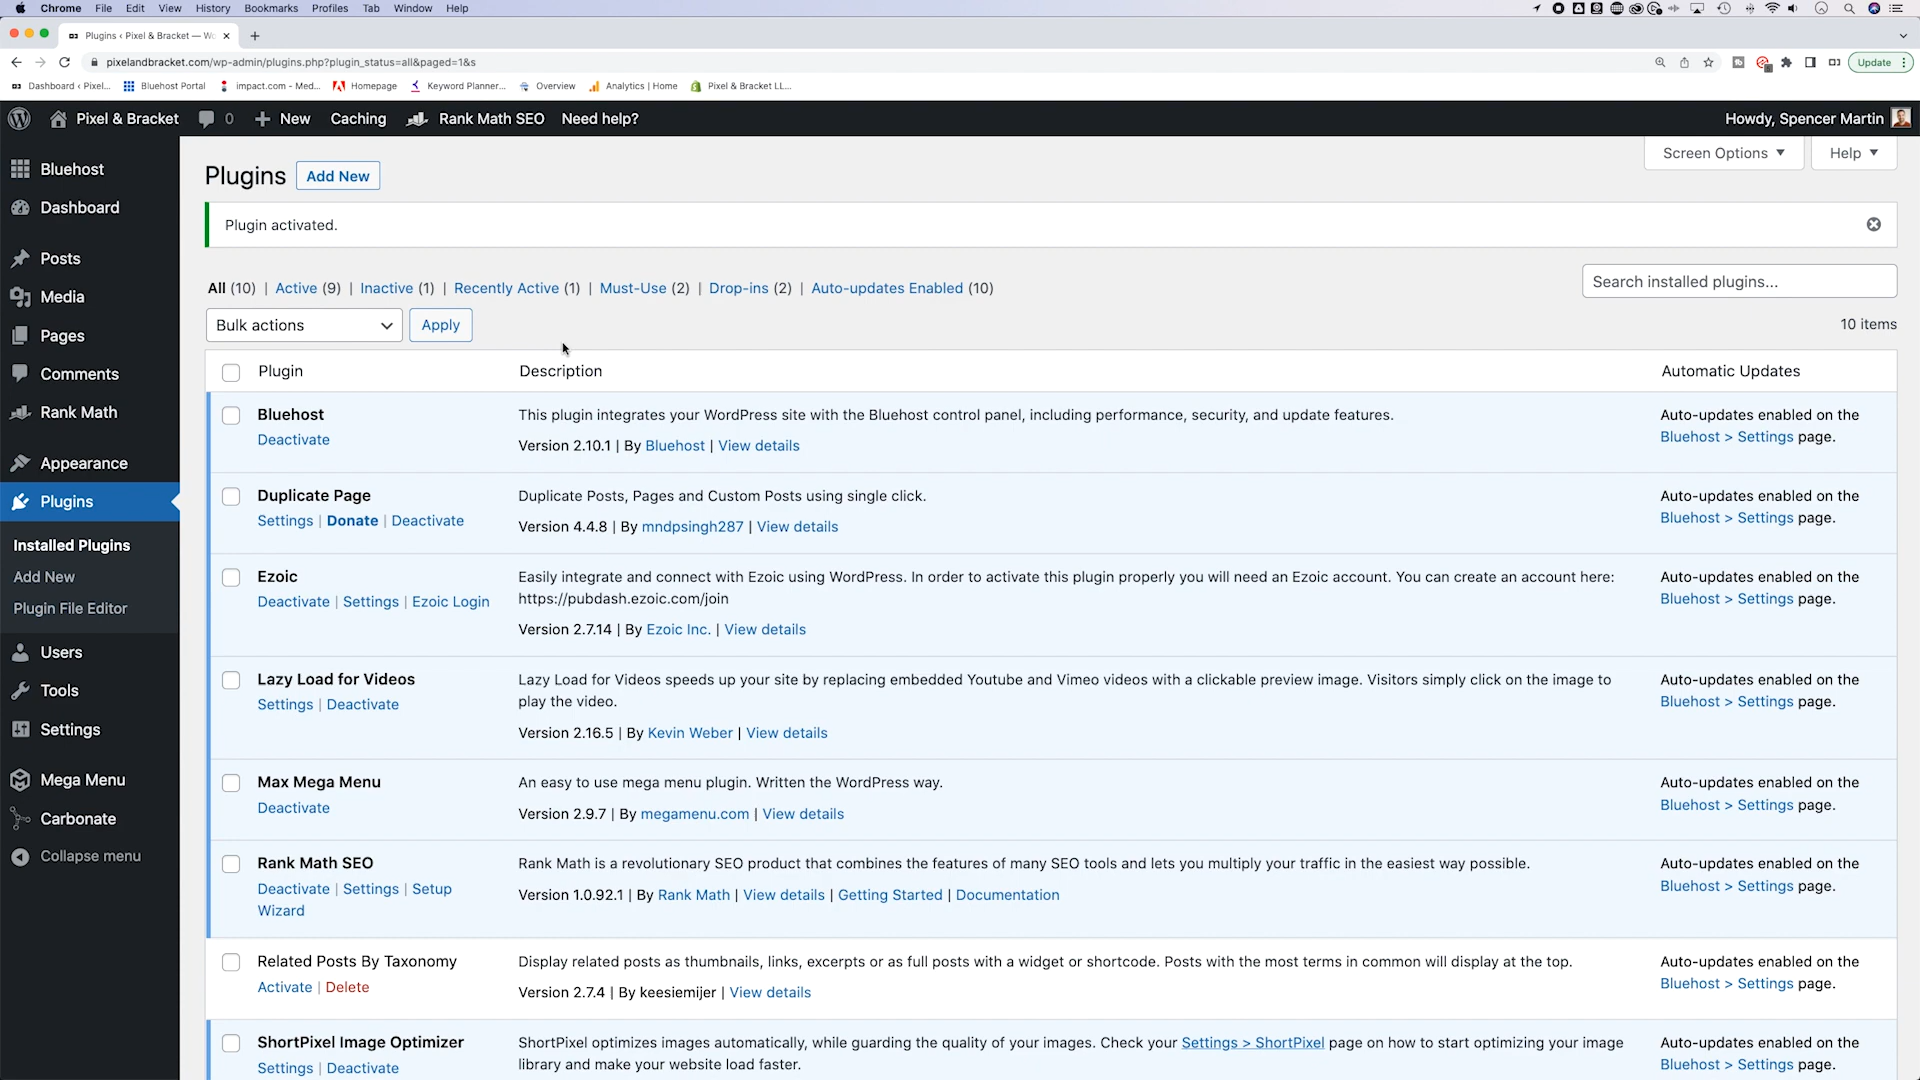 Chrome File Edit View History Bookmarks Profiles Tab Window Help
Plugins ‹ Pixel & Bracket — Wo
pixelandbracket.com/wp-admin/plugins.php?plugin_status=all&paged=1&s
Update
Dashboard ‹ Pixel... Bluehost Portal impact.com - Med... Homepage Keyword Planner... Overview Analytics | Home Pixel & Bracket LL...
Pixel & Bracket 0 New Caching Rank Math SEO Need help? Howdy, Spencer Martin
Screen Options Help
Bluehost
Dashboard
Posts
Media
Pages
Comments
Rank Math
Appearance
Plugins
Installed Plugins
Add New
Plugin File Editor
Users
Tools
Settings
Mega Menu
Carbonate
Collapse menu
Plugins Add New
Plugin activated.
All (10) | Active (9) | Inactive (1) | Recently Active (1) | Must-Use (2) | Drop-ins (2) | Auto-updates Enabled (10)
Search installed plugins...
Bulk actions Apply
10 items
Plugin Description Automatic Updates
Bluehost
Deactivate
This plugin integrates your WordPress site with the Bluehost control panel, including performance, security, and update features.
Version 2.10.1 | By Bluehost | View details
Auto-updates enabled on the
Bluehost > Settings page.
Duplicate Page
Settings | Donate | Deactivate
Duplicate Posts, Pages and Custom Posts using single click.
Version 4.4.8 | By mndpsingh287 | View details
Auto-updates enabled on the
Bluehost > Settings page.
Ezoic
Deactivate | Settings | Ezoic Login
Easily integrate and connect with Ezoic using WordPress. In order to activate this plugin properly you will need an Ezoic account. You can create an account here:
https://pubdash.ezoic.com/join
Version 2.7.14 | By Ezoic Inc. | View details
Auto-updates enabled on the
Bluehost > Settings page.
Lazy Load for Videos
Settings | Deactivate
Lazy Load for Videos speeds up your site by replacing embedded Youtube and Vimeo videos with a clickable preview image. Visitors simply click on the image to
play the video.
Version 2.16.5 | By Kevin Weber | View details
Auto-updates enabled on the
Bluehost > Settings page.
Max Mega Menu
Deactivate
An easy to use mega menu plugin. Written the WordPress way.
Version 2.9.7 | By megamenu.com | View details
Auto-updates enabled on the
Bluehost > Settings page.
Rank Math SEO
Deactivate | Settings | Setup
Wizard
Rank Math is a revolutionary SEO product that combines the features of many SEO tools and lets you multiply your traffic in the easiest way possible.
Version 1.0.92.1 | By Rank Math | View details | Getting Started | Documentation
Auto-updates enabled on the
Bluehost > Settings page.
Related Posts By Taxonomy
Activate | Delete
Display related posts as thumbnails, links, excerpts or as full posts with a widget or shortcode. Posts with the most terms in common will display at the top.
Version 2.7.4 | By keesiemijer | View details
Auto-updates enabled on the
Bluehost > Settings page.
ShortPixel Image Optimizer
Settings | Deactivate
ShortPixel optimizes images automatically, while guarding the quality of your images. Check your Settings > ShortPixel page on how to start optimizing your image
library and make your website load faster.
Auto-updates enabled on the
Bluehost > Settings page.